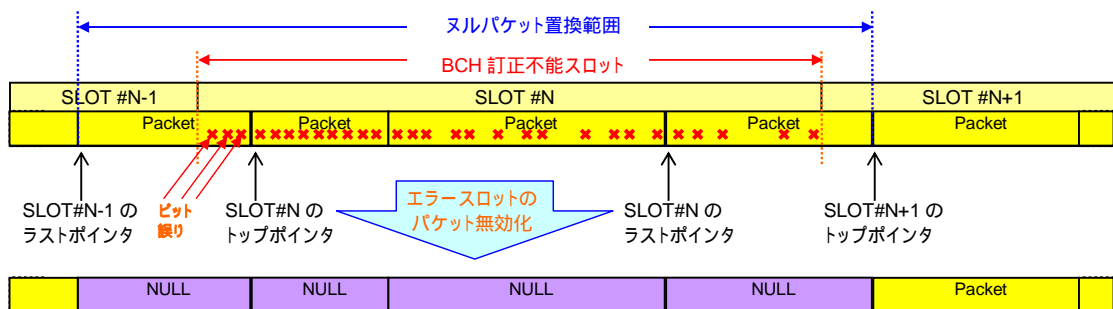 ヌルパケット置換範囲
BCH 訂正不能スロット
SLOT #N-1
SLOT #N
SLOT #N+1
Packet
Packet
Packet
Packet
Packet
SLOT#N-1 の
ラストポインタ
ビット
誤り
SLOT#N の
トップポインタ
エラースロットの
パケット無効化
SLOT#N の
ラストポインタ
SLOT#N+1 の
トップポインタ
NULL
NULL
NULL
NULL
Packet